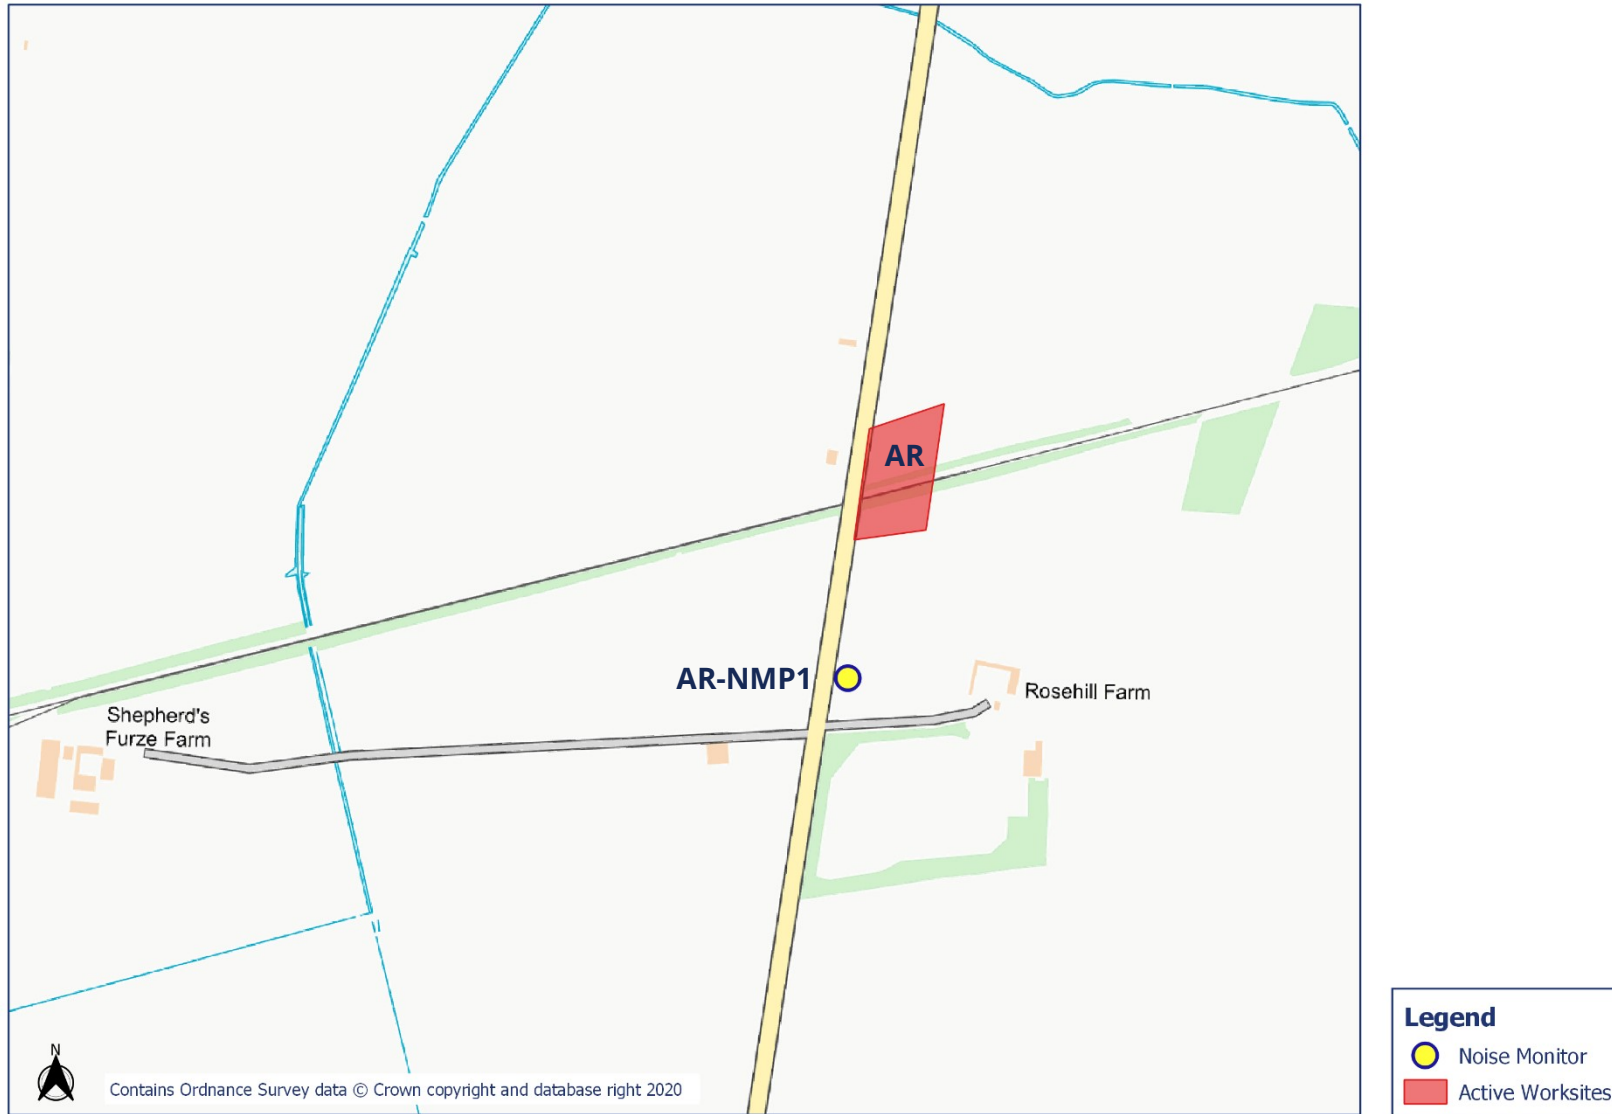 AR
AR-NMP1
Rosehill Farm
Shepherd's
Furze Farm
N
Contains Ordnance Survey data © Crown copyright and database right 2020
Legend
Noise Monitor
Active Worksites